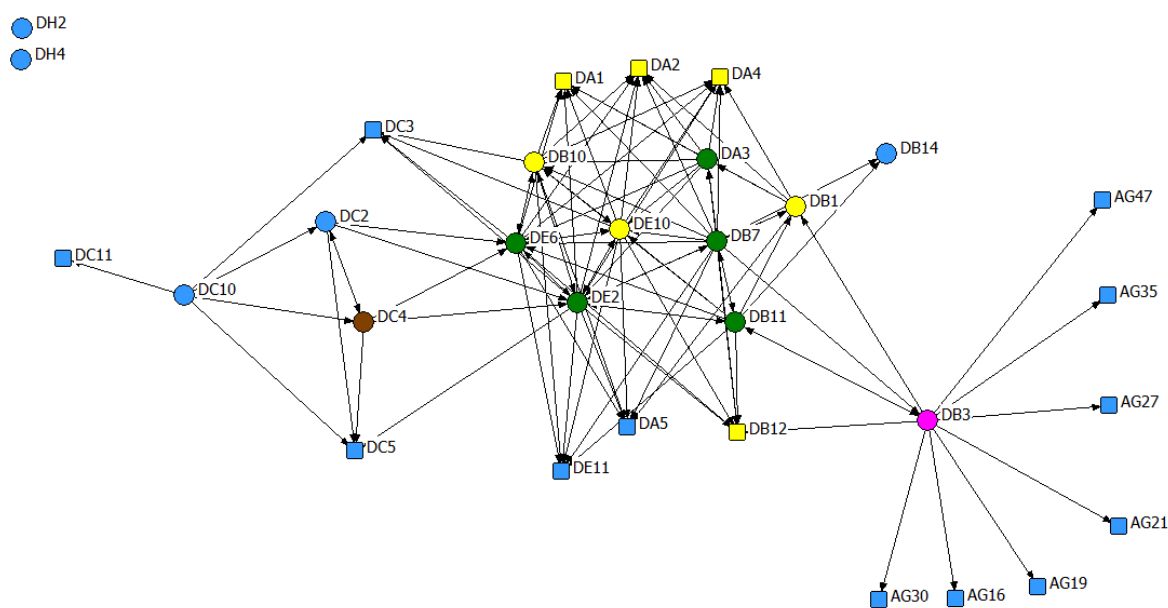 DH2
DH4
DA1
DA2
DA4
DC3
DB10
DA3
DB14
DB1
AG47
DC2
DE6
DE10
DB7
DC11
DC10
DC4
DE2
DB11
AG35
DC5
DA5
DB12
DB3
AG27
DE11
AG21
AG30
AG16
AG19